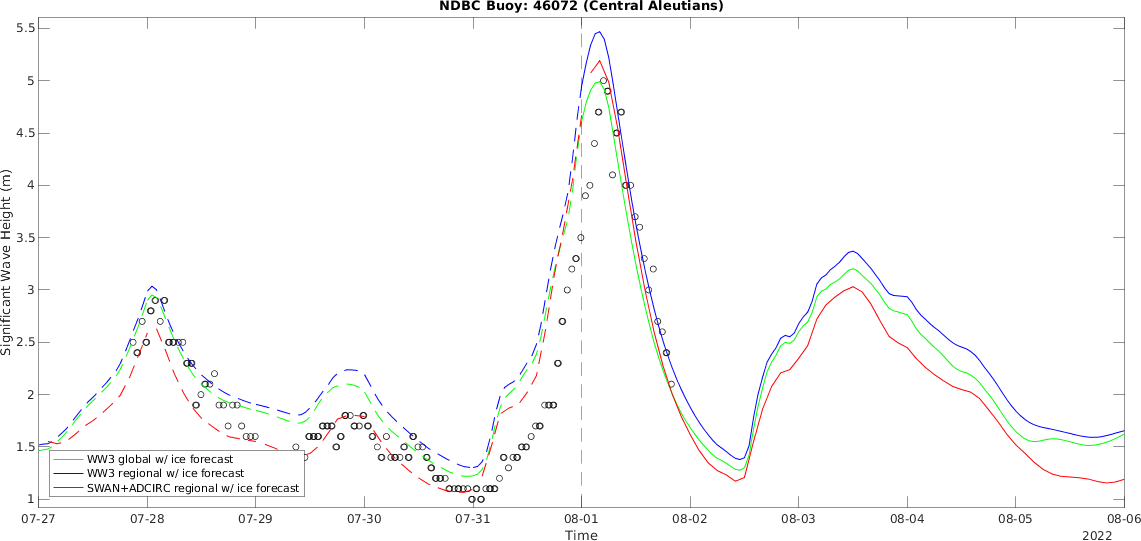 NDBC Buoy: 46072 (Central Aleutians)
5.5
5
4.5
4
3.5
3
2.5
2
1.5
1
Significant Wave Height (m)
WW3 global w/ ice forecast
WW3 regional w/ ice forecast
SWAN+ADCIRC regional w/ ice forecast
07-27 07-28 07-29 07-30 07-31 08-01 08-02 08-03 08-04 08-05 08-06
Time
2022